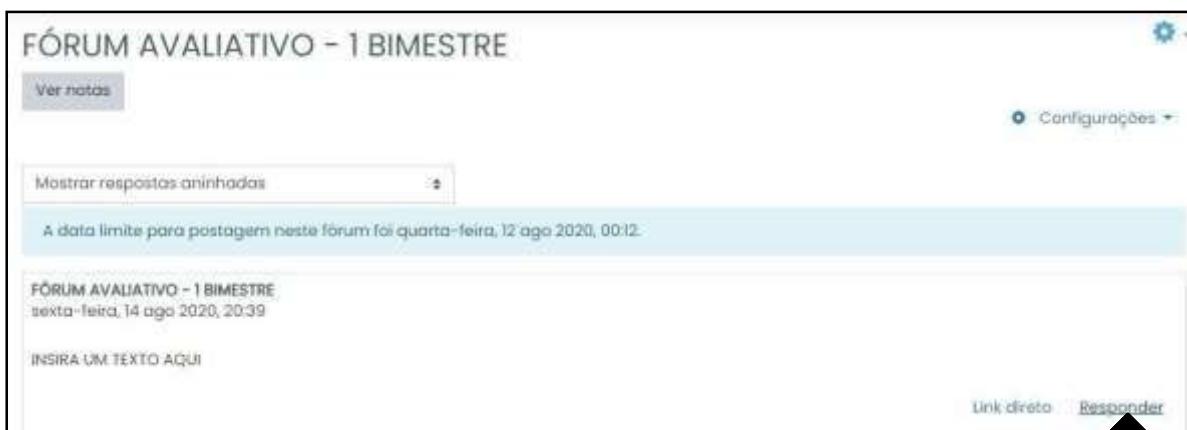 FÓRUM AVALIATIVO - 1 BIMESTRE
Ver notas
Configurações
Mostrar respostas aninhadas
A data limite para postagem neste fórum foi quarta-feira, 12 ago 2020, 00:12.
FÓRUM AVALIATIVO - 1 BIMESTRE
sexta-feira, 14 ago 2020, 20:39
INSIRA UM TEXTO AQUI
Link direto Responder